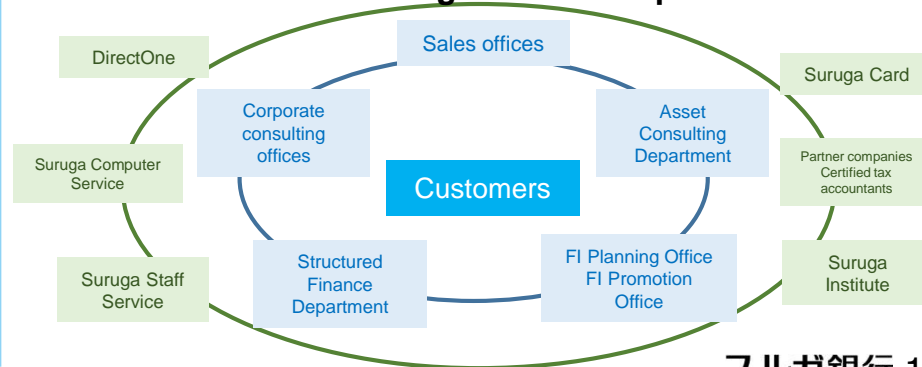 Sales offices
DirectOne
Suruga Card
Corporate
consulting
offices
Asset
Consulting
Department
Suruga Computer
Service
Customers
Partner companies
Certified tax
accountants
Suruga Staff
Service
Structured
Finance
Department
FI Planning Office
FI Promotion
Office
Suruga
Institute